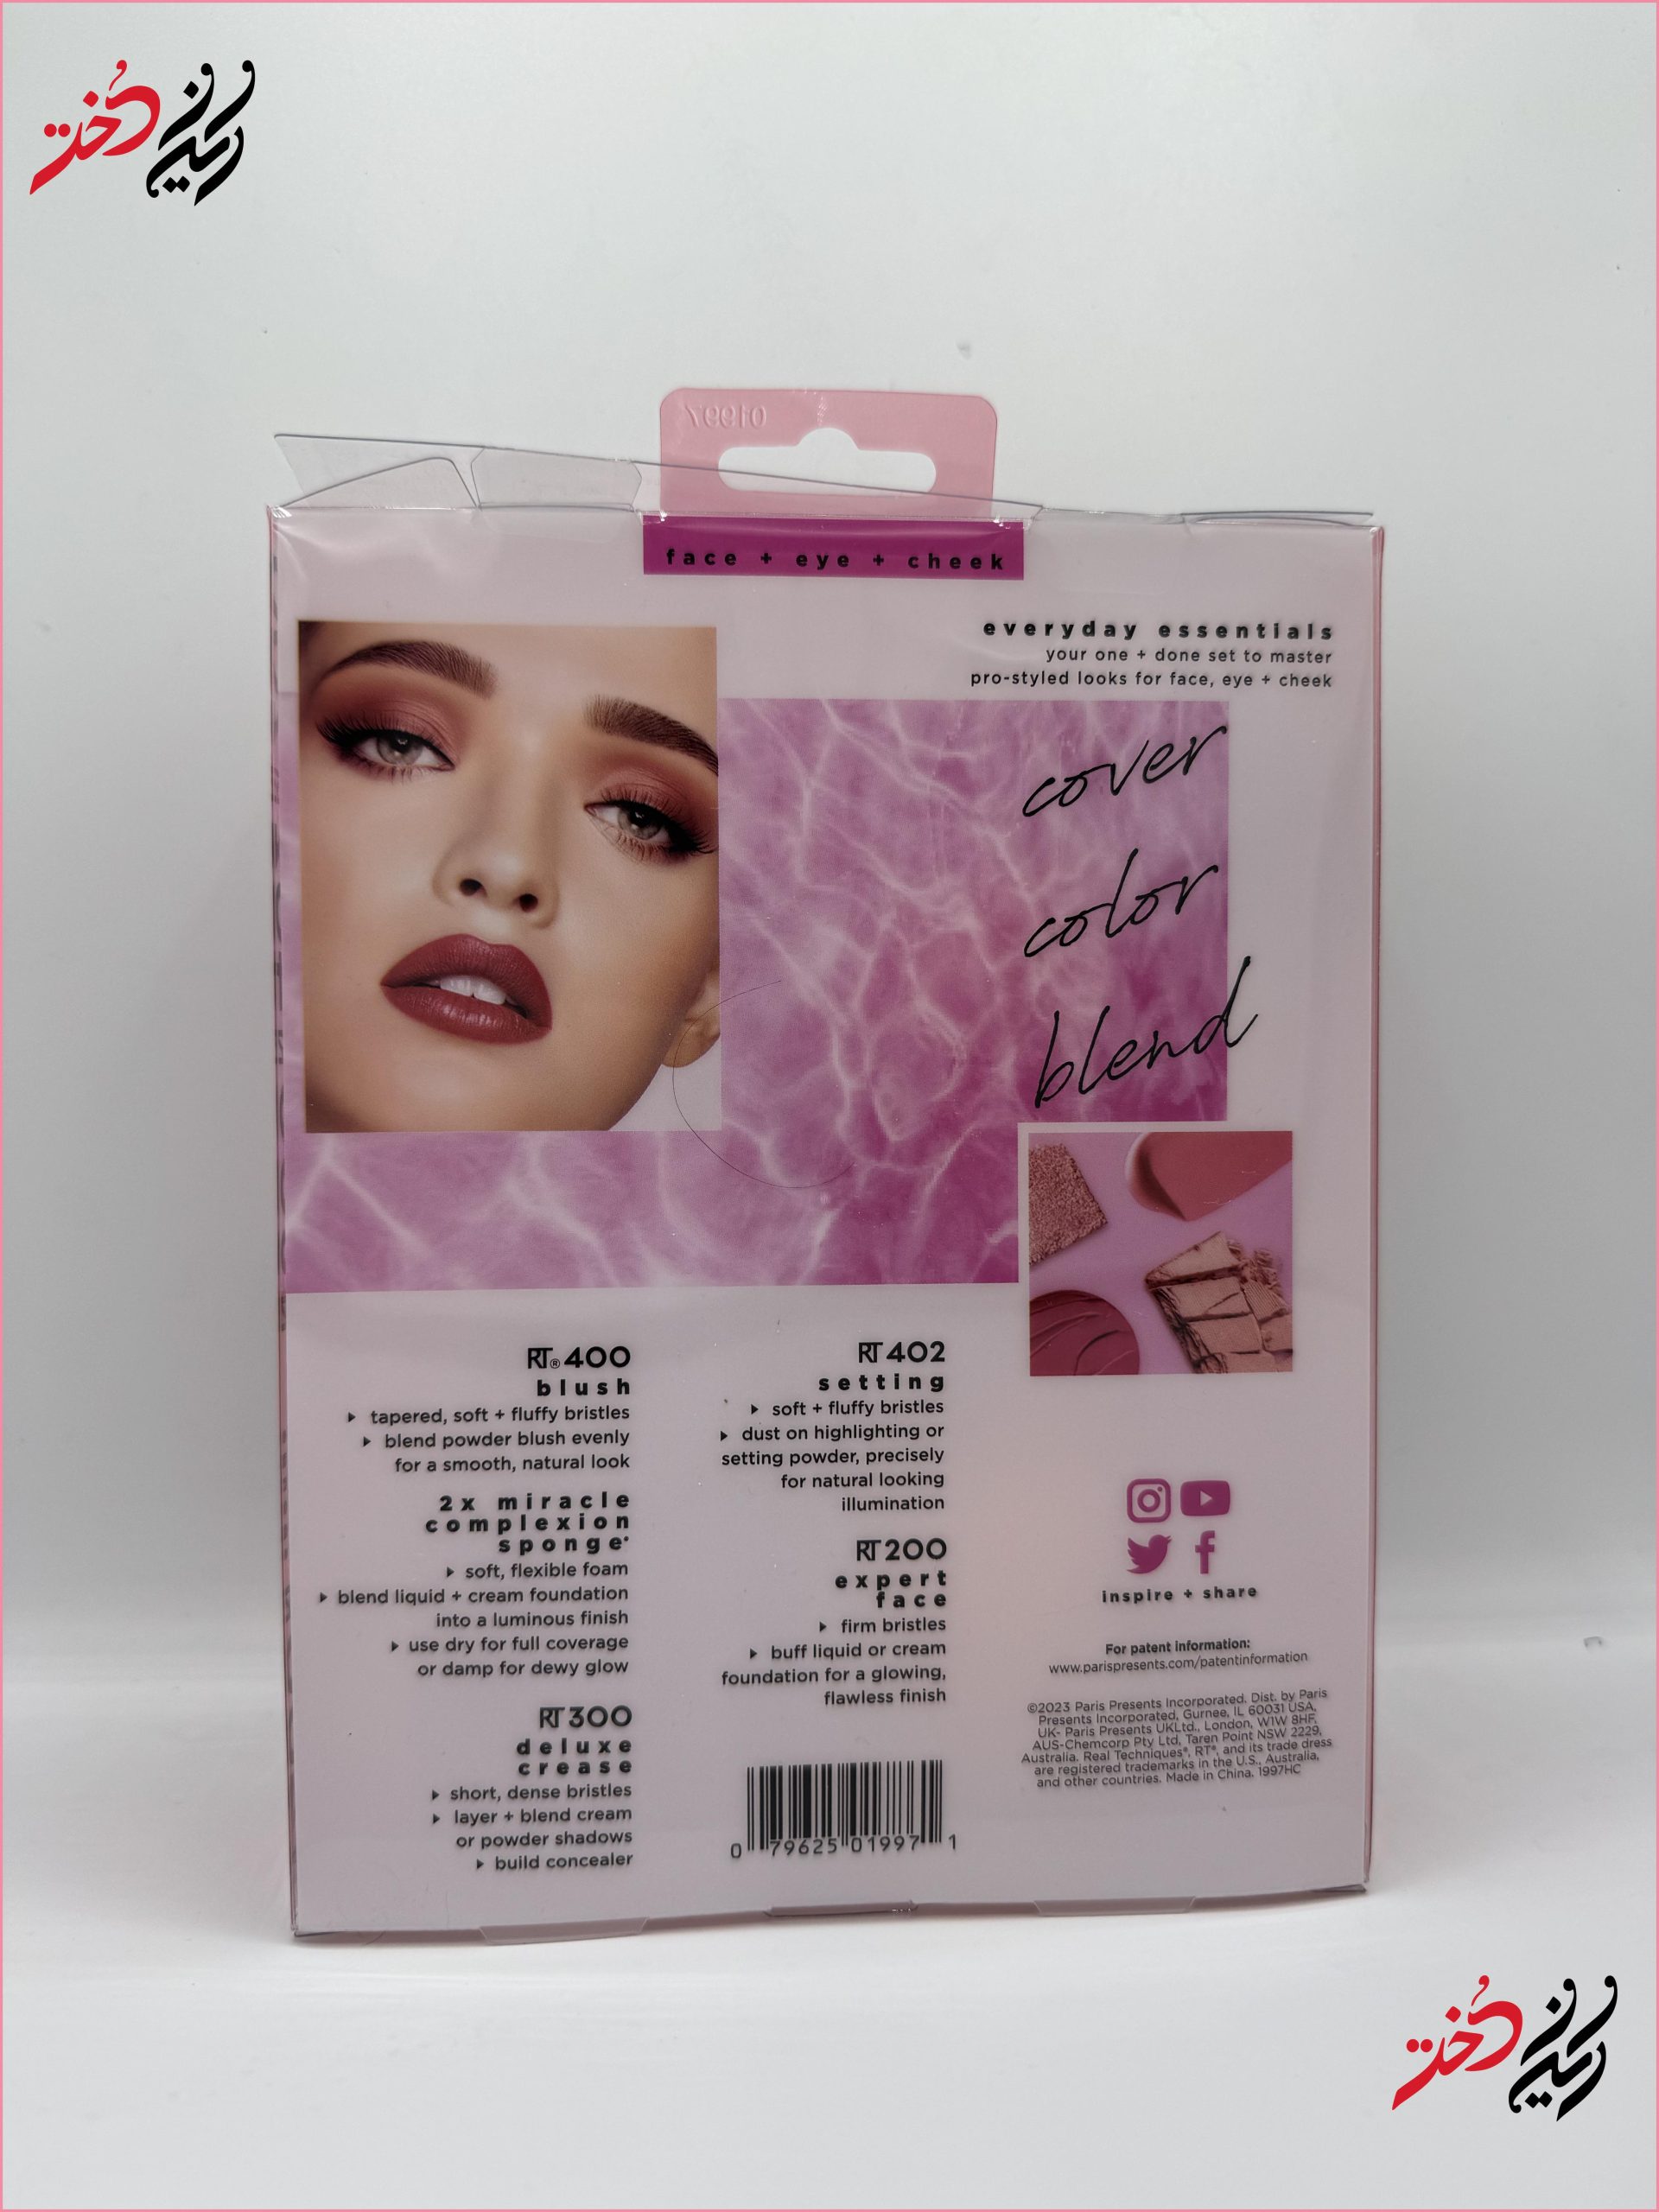 01997
face + eye + cheek
everyday essentials
your one + done set to master
pro-styled looks for face, eye + cheek
cover
color
blend
RT® 400
blush
▸ tapered, soft + fluffy bristles
▸ blend powder blush evenly
for a smooth, natural look
2x miracle
complexion
sponge®
▸ soft, flexible foam
▸ blend liquid + cream foundation
into a luminous finish
▸ use dry for full coverage
or damp for dewy glow
RT 300
deluxe
crease
▸ short, dense bristles
▸ layer + blend cream
or powder shadows
▸ build concealer
RT 402
setting
▸ soft + fluffy bristles
▸ dust on highlighting or
setting powder, precisely
for natural looking
illumination
RT 200
expert
face
▸ firm bristles
▸ buff liquid or cream
foundation for a glowing,
flawless finish
0 79625 01997 1
inspire + share
For patent information:
www.parispresents.com/patentinformation
©2023 Paris Presents Incorporated. Dist. by Paris
Presents Incorporated, Gurnee, IL 60031 USA,
UK- Paris Presents UKLtd., London, W1W 8HF,
AUS-Chemcorp Pty Ltd, Taren Point NSW 2229,
Australia. Real Techniques®, RT®, and its trade dress
are registered trademarks in the U.S., Australia,
and other countries. Made in China. 1997HC
دُخت
دُخت